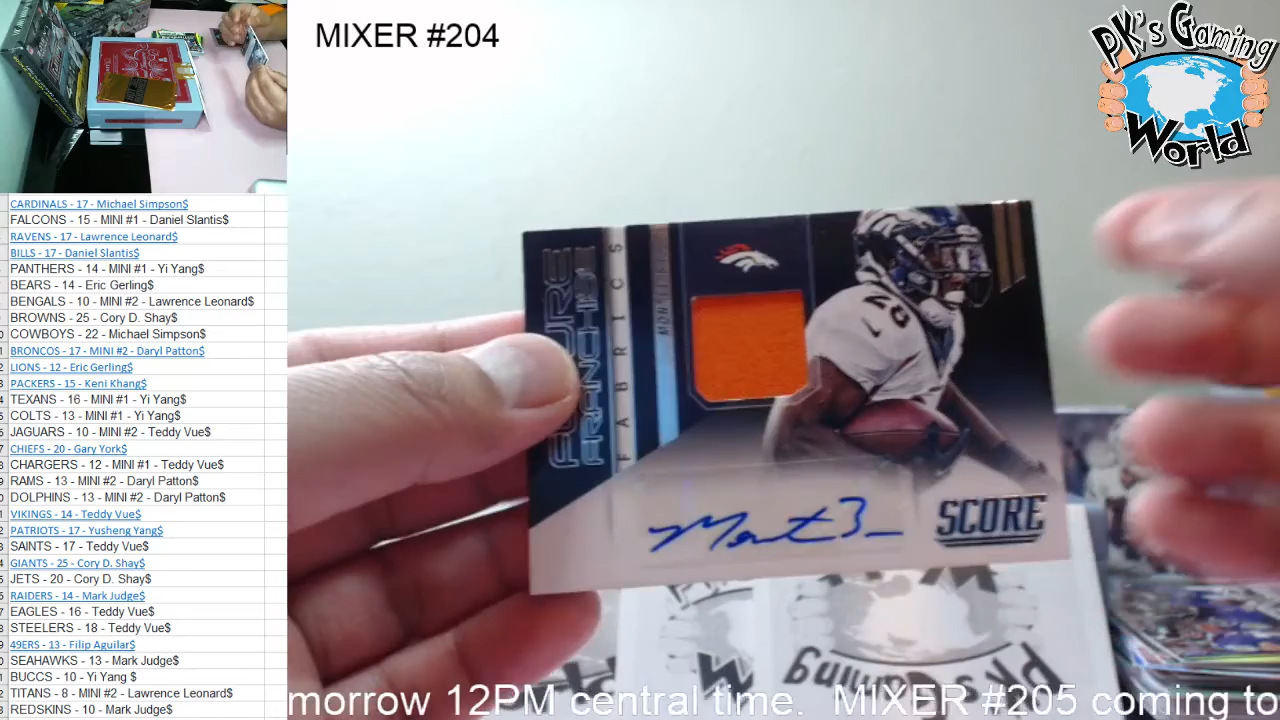 MIXER #204
PK's Gaming
World
CARDINALS - 17 - Michael Simpson$
FALCONS - 15 - MINI #1 - Daniel Slantis$
RAVENS - 17 - Lawrence Leonard$
BILLS - 17 - Daniel Slantis$
PANTHERS - 14 - MINI #1 - Yi Yang$
BEARS - 14 - Eric Gerling$
BENGALS - 10 - MINI #2 - Lawrence Leonard$
BROWNS - 25 - Cory D. Shay$
COWBOYS - 22 - Michael Simpson$
BRONCOS - 17 - MINI #2 - Daryl Patton$
LIONS - 12 - Eric Gerling$
PACKERS - 15 - Keni Khang$
TEXANS - 16 - MINI #1 - Yi Yang$
COLTS - 13 - MINI #1 - Yi Yang$
JAGUARS - 10 - MINI #2 - Teddy Vue$
CHIEFS - 20 - Gary York$
CHARGERS - 12 - MINI #1 - Teddy Vue$
RAMS - 13 - MINI #2 - Daryl Patton$
DOLPHINS - 13 - MINI #2 - Daryl Patton$
VIKINGS - 14 - Teddy Vue$
PATRIOTS - 17 - Yusheng Yang$
SAINTS - 17 - Teddy Vue$
GIANTS - 25 - Cory D. Shay$
JETS - 20 - Cory D. Shay$
RAIDERS - 14 - Mark Judge$
EAGLES - 16 - Teddy Vue$
STEELERS - 18 - Teddy Vue$
49ERS - 13 - Filip Aguilar$
SEAHAWKS - 13 - Mark Judge$
BUCCS - 10 - Yi Yang $
TITANS - 8 - MINI #2 - Lawrence Leonard$
REDSKINS - 10 - Mark Judge$
FUTURE
FRANCHISE
FABRICS
28
SCORE
Gaming
morrow 12PM central time. MIXER #205 coming to